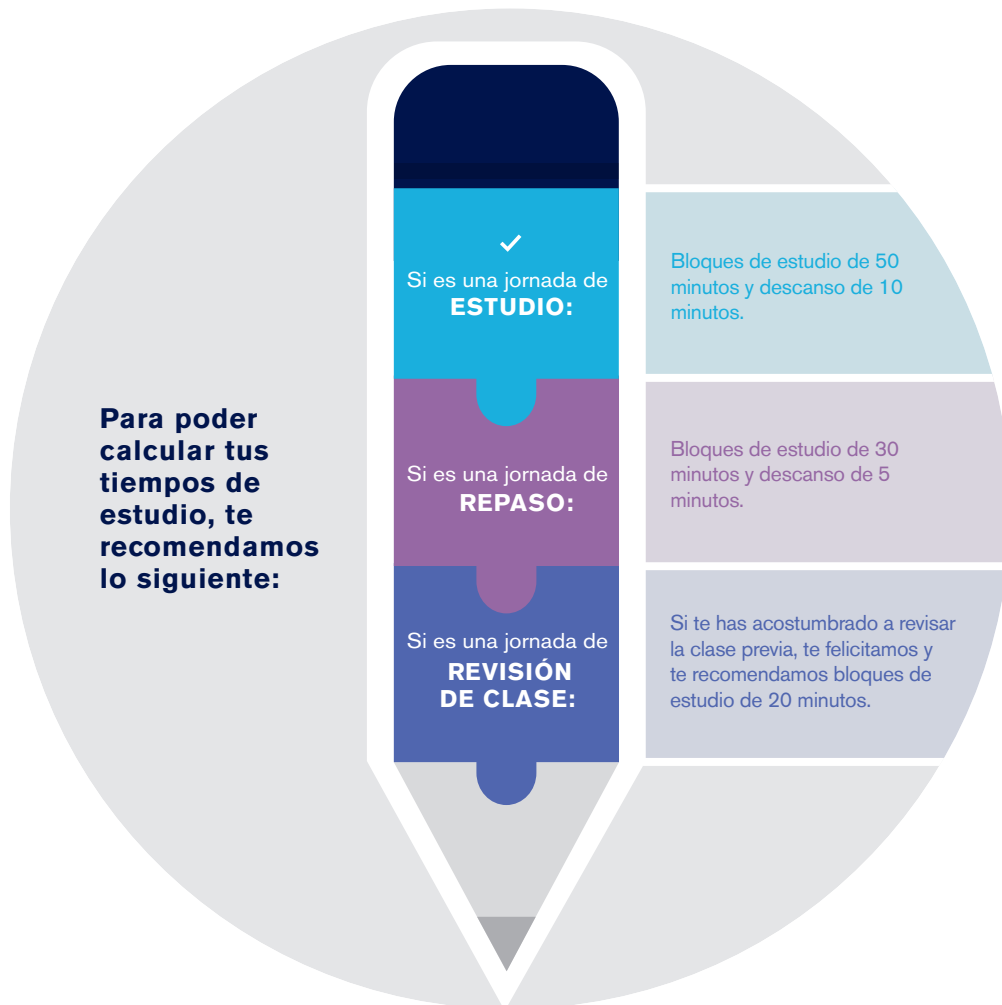 Para poder
calcular tus
tiempos de
estudio, te
recomendamos
lo siguiente:
Si es una jornada de
ESTUDIO:
Bloques de estudio de 50
minutos y descanso de 10
minutos.
Si es una jornada de
REPASO:
Bloques de estudio de 30
minutos y descanso de 5
minutos.
Si es una jornada de
REVISIÓN
DE CLASE:
Si te has acostumbrado a revisar
la clase previa, te felicitamos y
te recomendamos bloques de
estudio de 20 minutos.